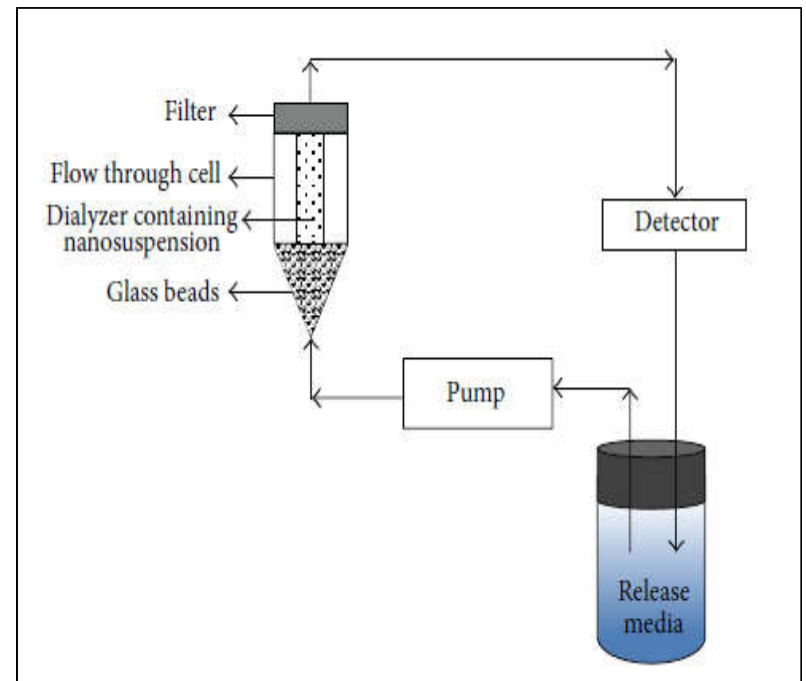 Filter
Flow through cell
Dialyzer containing
nanosuspension
Glass beads
Detector
Pump
Release
media